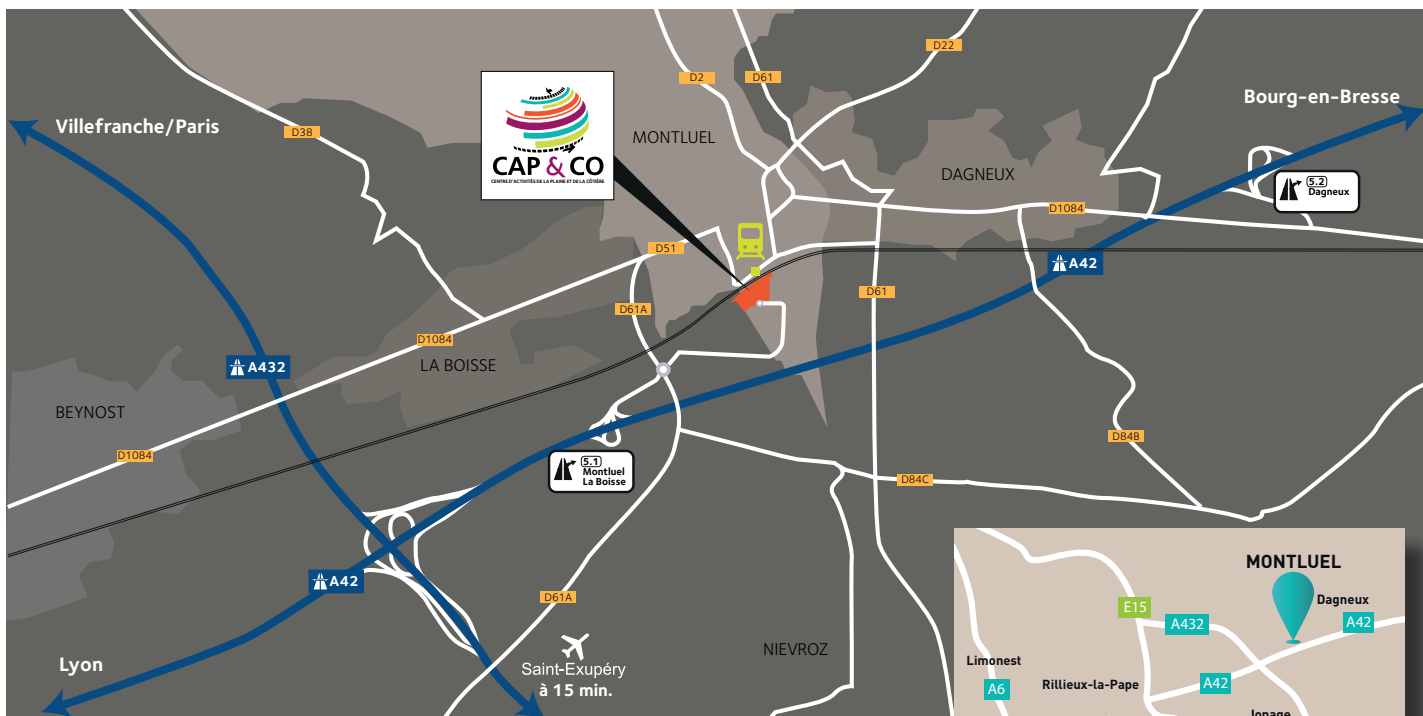 D22
D2
D61
Bourg-en-Bresse
Villefranche/Paris
D38
MONTLUEL
CAP & CO
CENTRE D'ACTIVITÉS DE LA PLAINE ET DE LA CÔTIÈRE
DAGNEUX
5.2
Dagneux
D1084
D51
A42
D61
D61A
D1084
A432
LA BOISSE
BEYNOST
D84B
D1084
5.1
Montluel
La Boisse
D84C
A42
D61A
NIEVROZ
Lyon
Saint-Exupéry
à 15 min.
MONTLUEL
Dagneux
E15
A432
A42
Limonest
Rillieux-la-Pape
A42
A6
Jonage